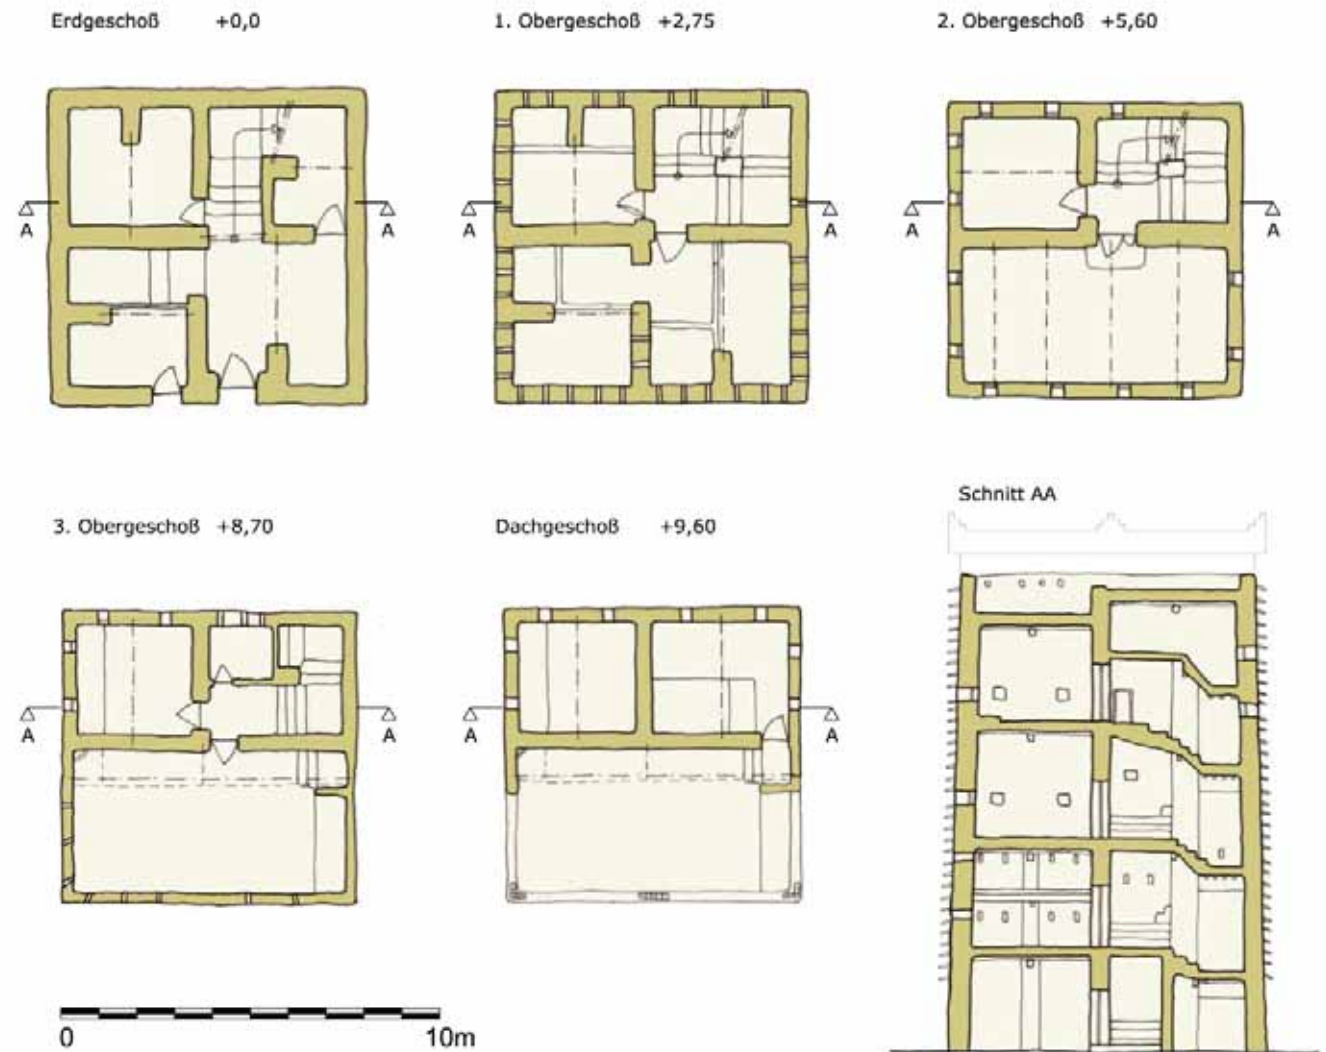 Erdgeschoß +0,0
1. Obergeschoß +2,75
2. Obergeschoß +5,60
A A
A A
A A
3. Obergeschoß +8,70
Dachgeschoß +9,60
Schnitt AA
A A
A A
0 10m